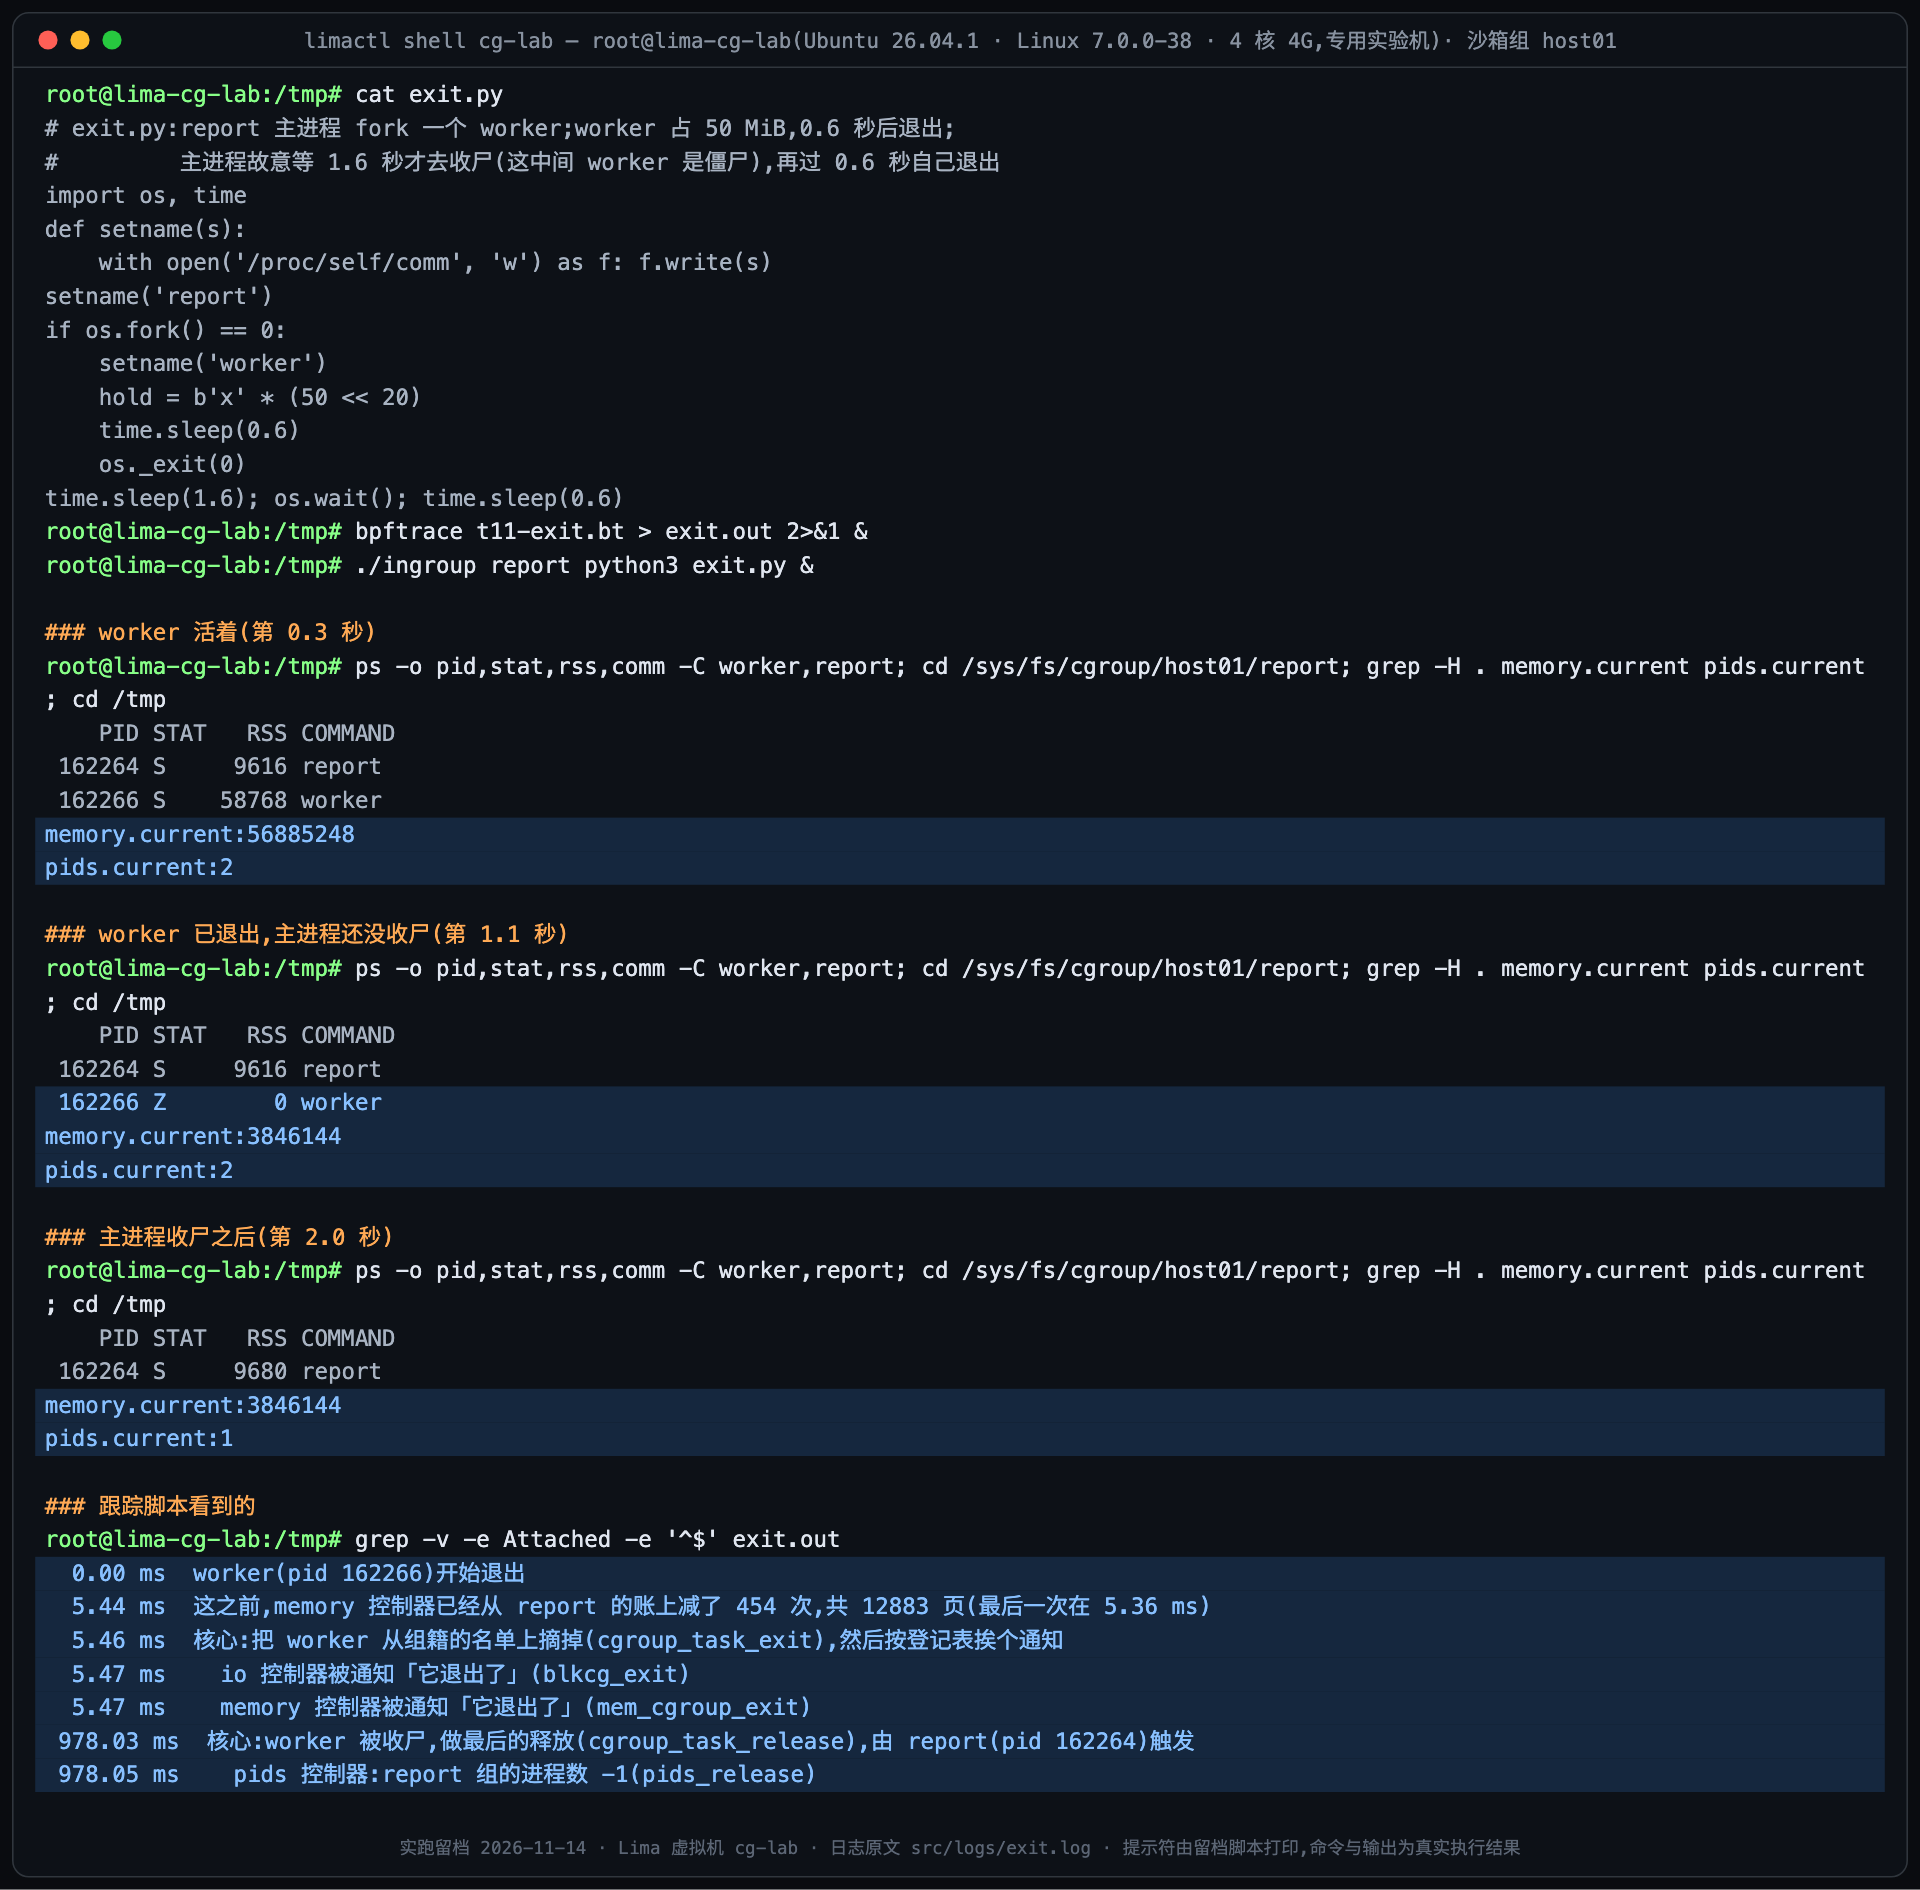 limactl shell cg-lab — root@lima-cg-lab(Ubuntu 26.04.1 · Linux 7.0.0-38 · 4 核 4G,专用实验机)· 沙箱组 host01
root@lima-cg-lab:/tmp# cat exit.py
# exit.py:report 主进程 fork 一个 worker;worker 占 50 MiB,0.6 秒后退出;
#         主进程故意等 1.6 秒才去收尸(这中间 worker 是僵尸),再过 0.6 秒自己退出
import os, time
def setname(s):
    with open('/proc/self/comm', 'w') as f: f.write(s)
setname('report')
if os.fork() == 0:
    setname('worker')
    hold = b'x' * (50 << 20)
    time.sleep(0.6)
    os._exit(0)
time.sleep(1.6); os.wait(); time.sleep(0.6)
root@lima-cg-lab:/tmp# bpftrace t11-exit.bt > exit.out 2>&1 &
root@lima-cg-lab:/tmp# ./ingroup report python3 exit.py &
### worker 活着(第 0.3 秒)
root@lima-cg-lab:/tmp# ps -o pid,stat,rss,comm -C worker,report; cd /sys/fs/cgroup/host01/report; grep -H . memory.current pids.current
; cd /tmp
    PID STAT   RSS COMMAND
 162264 S     9616 report
 162266 S    58768 worker
memory.current:56885248
pids.current:2
### worker 已退出,主进程还没收尸(第 1.1 秒)
root@lima-cg-lab:/tmp# ps -o pid,stat,rss,comm -C worker,report; cd /sys/fs/cgroup/host01/report; grep -H . memory.current pids.current
; cd /tmp
    PID STAT   RSS COMMAND
 162264 S     9616 report
 162266 Z        0 worker
memory.current:3846144
pids.current:2
### 主进程收尸之后(第 2.0 秒)
root@lima-cg-lab:/tmp# ps -o pid,stat,rss,comm -C worker,report; cd /sys/fs/cgroup/host01/report; grep -H . memory.current pids.current
; cd /tmp
    PID STAT   RSS COMMAND
 162264 S     9680 report
memory.current:3846144
pids.current:1
### 跟踪脚本看到的
root@lima-cg-lab:/tmp# grep -v -e Attached -e '^$' exit.out
  0.00 ms  worker(pid 162266)开始退出
  5.44 ms  这之前,memory 控制器已经从 report 的账上减了 454 次,共 12883 页(最后一次在 5.36 ms)
  5.46 ms  核心:把 worker 从组籍的名单上摘掉(cgroup_task_exit),然后按登记表挨个通知
  5.47 ms    io 控制器被通知「它退出了」(blkcg_exit)
  5.47 ms    memory 控制器被通知「它退出了」(mem_cgroup_exit)
 978.03 ms  核心:worker 被收尸,做最后的释放(cgroup_task_release),由 report(pid 162264)触发
 978.05 ms    pids 控制器:report 组的进程数 -1(pids_release)
实跑留档 2026-11-14 · Lima 虚拟机 cg-lab · 日志原文 src/logs/exit.log · 提示符由留档脚本打印,命令与输出为真实执行结果